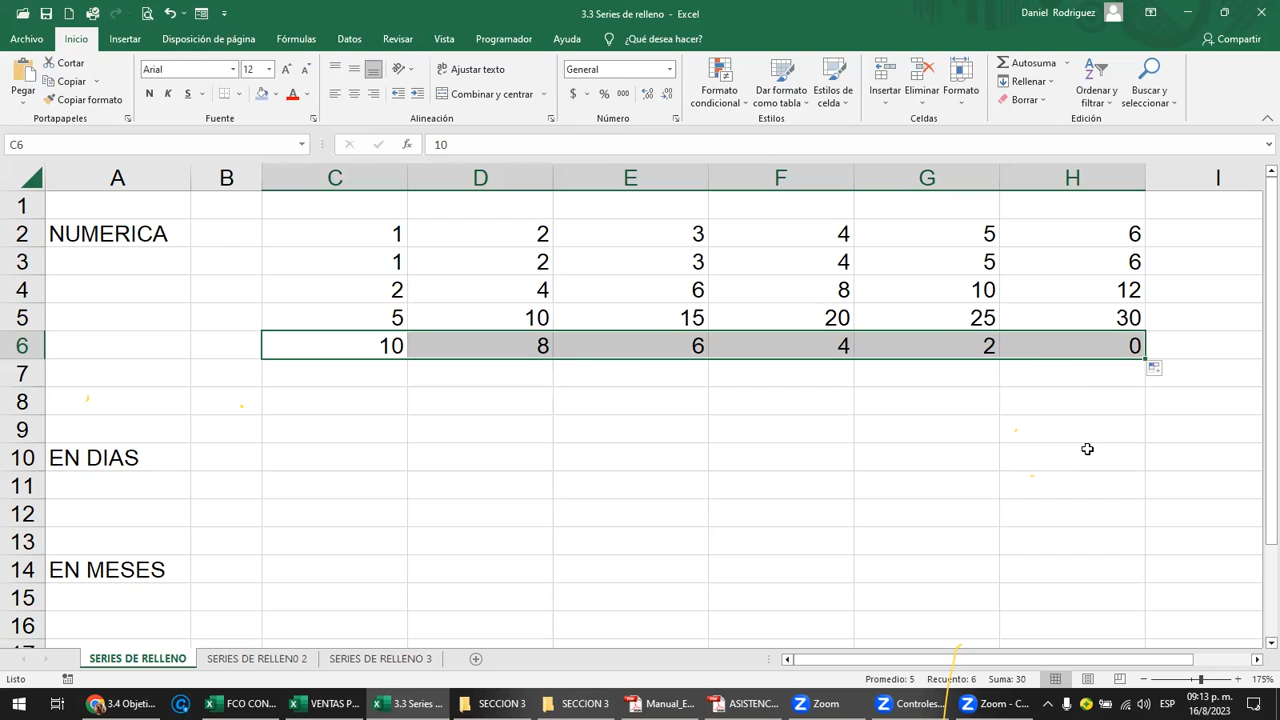 3.3 Series de relleno - Excel
Daniel Rodriguez
Archivo Inicio Insertar Disposición de página Fórmulas Datos Revisar Vista Programador Ayuda ¿Qué desea hacer? Compartir
Pegar
Cortar
Copiar
Copiar formato
Portapapeles
Arial 12
N K S
Fuente
Ajustar texto
Combinar y centrar
Alineación
General
$ % 000
Número
Formato condicional
Dar formato como tabla
Estilos de celda
Estilos
Insertar Eliminar Formato
Celdas
Autosuma
Rellenar
Borrar
Ordenar y filtrar
Buscar y seleccionar
Edición
C6 fx 10
A B C D E F G H I
1
2 NUMERICA 1 2 3 4 5 6
3 1 2 3 4 5 6
4 2 4 6 8 10 12
5 5 10 15 20 25 30
6 10 8 6 4 2 0
7
8
9
10 EN DIAS
11
12
13
14 EN MESES
15
16
17
SERIES DE RELLENO SERIES DE RELLEN0 2 SERIES DE RELLENO 3
Listo Promedio: 5 Recuento: 6 Suma: 30 175%
3.4 Objeti... FCO CON... VENTAS P... 3.3 Series ... SECCION 3 SECCION 3 Manual_E... ASISTENC... Zoom Controles... Zoom - C... ESP 09:13 p. m.
16/8/2023